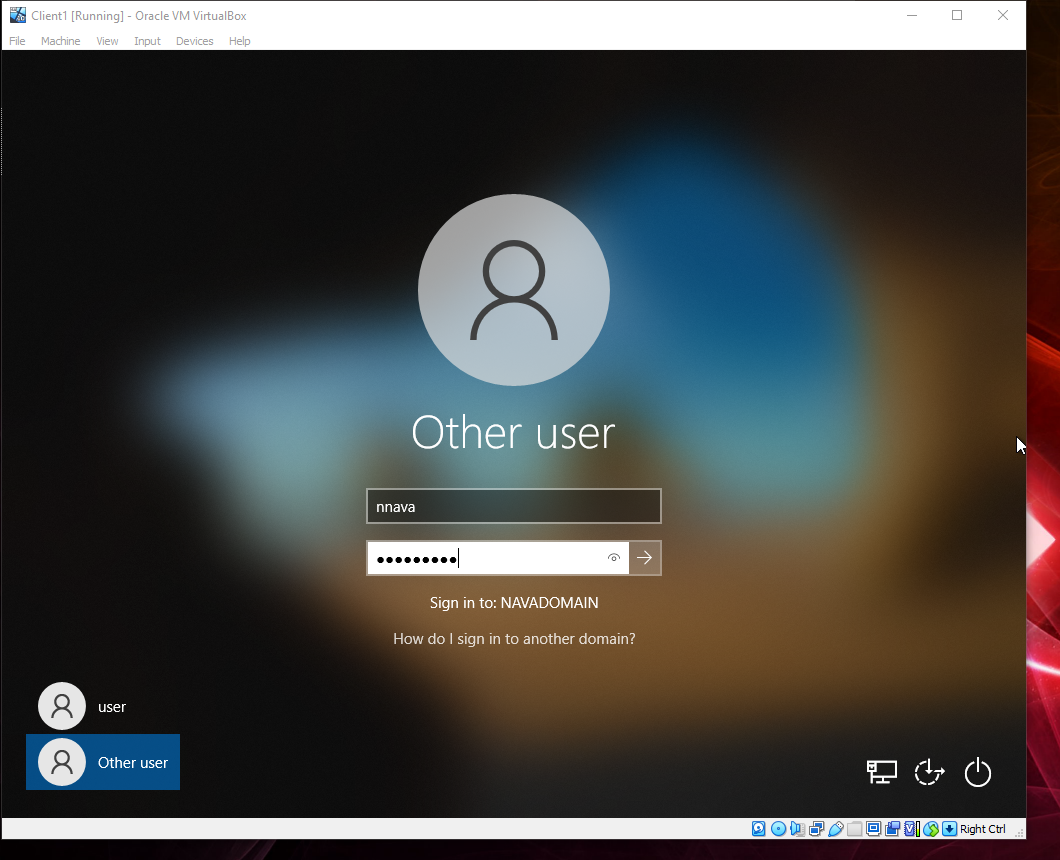 Client1 [Running] - Oracle VM VirtualBox
File Machine View Input Devices Help
Other user
nnava
Sign in to: NAVADOMAIN
How do I sign in to another domain?
user
Other user
Right Ctrl